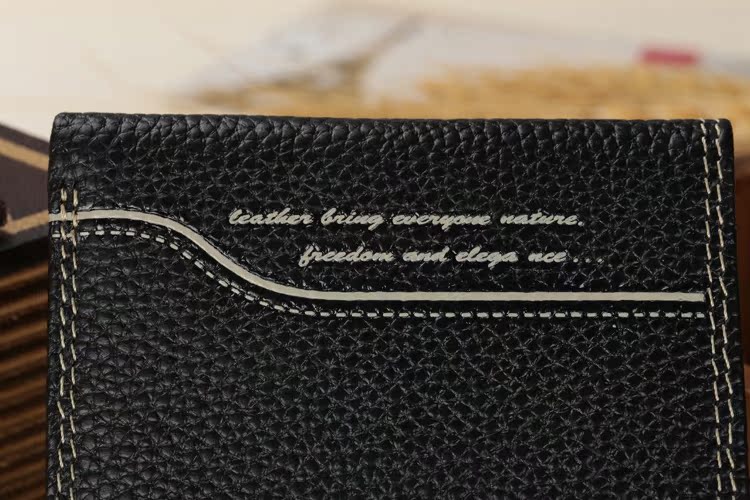 leather bring everyone nature.
freedom and elega nce ...